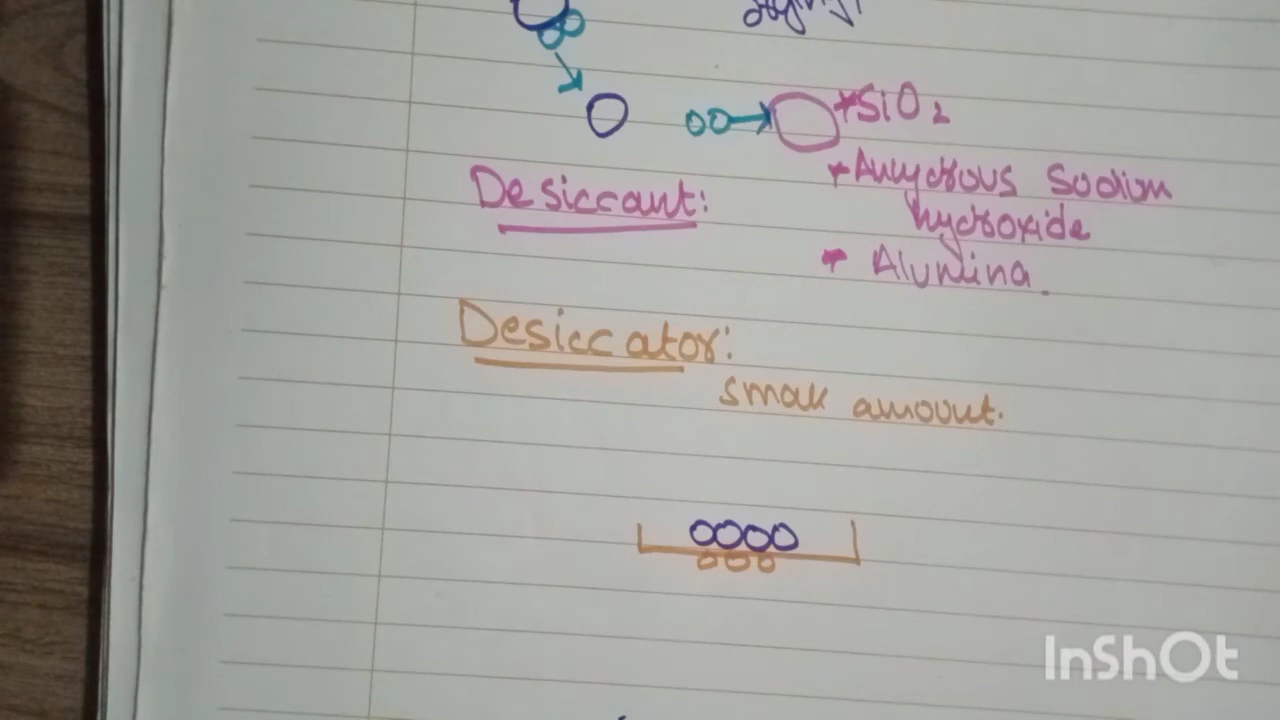 *SiO2
Desiccant:
*Anhydrous Sodium
hydroxide
* Alumina.
Desiccator:
small amount.
InShOt